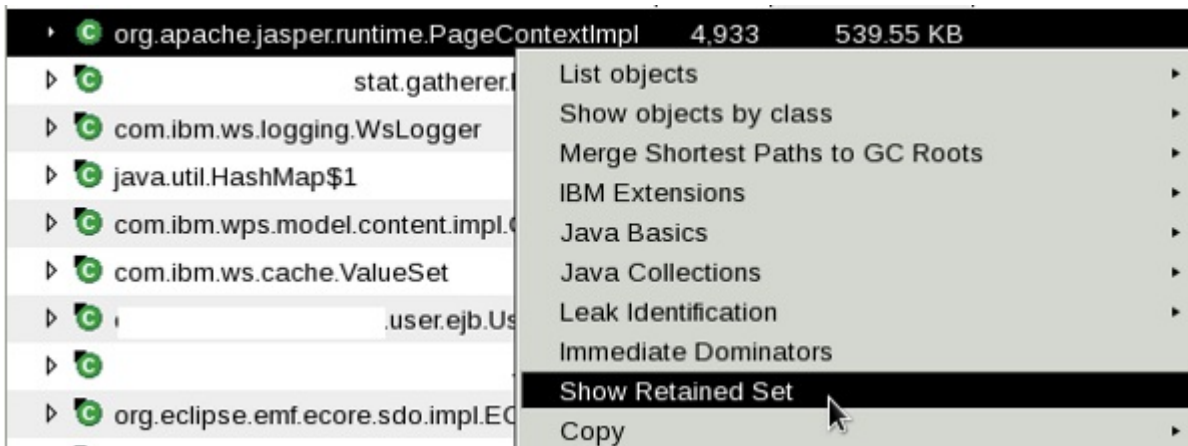 org.apache.jasper.runtime.PageContextImpl 4,933 539.55 KB
stat.gatherer.
com.ibm.ws.logging.WsLogger
java.util.HashMap$1
com.ibm.wps.model.content.impl.
com.ibm.ws.cache.ValueSet
.user.ejb.Us
org.eclipse.emf.ecore.sdo.impl.EC
List objects
Show objects by class
Merge Shortest Paths to GC Roots
IBM Extensions
Java Basics
Java Collections
Leak Identification
Immediate Dominators
Show Retained Set
Copy